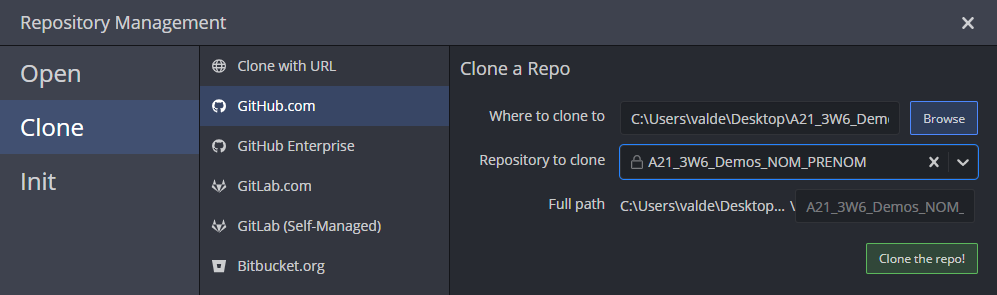 Repository Management
Open
Clone
Init
Clone with URL
GitHub.com
GitHub Enterprise
GitLab.com
GitLab (Self-Managed)
Bitbucket.org
Clone a Repo
Where to clone to C:\Users\valde\Desktop\A21_3W6_Demo Browse
Repository to clone A21_3W6_Demos_NOM_PRENOM
Full path C:\Users\valde\Desktop... \ A21_3W6_Demos_NOM_
Clone the repo!